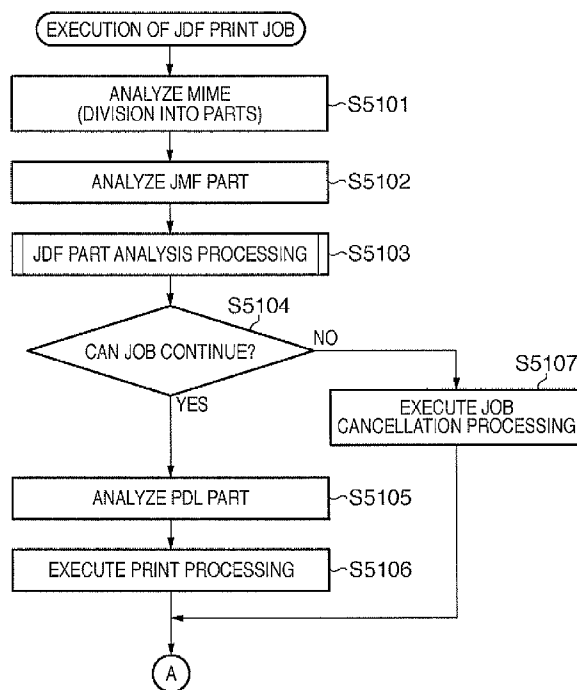 EXECUTION OF JDF PRINT JOB
ANALYZE MIME
(DIVISION INTO PARTS)
S5101
ANALYZE JMF PART
S5102
JDF PART ANALYSIS PROCESSING
S5103
S5104
CAN JOB CONTINUE?
NO
YES
S5107
EXECUTE JOB
CANCELLATION PROCESSING
ANALYZE PDL PART
S5105
EXECUTE PRINT PROCESSING
S5106
A